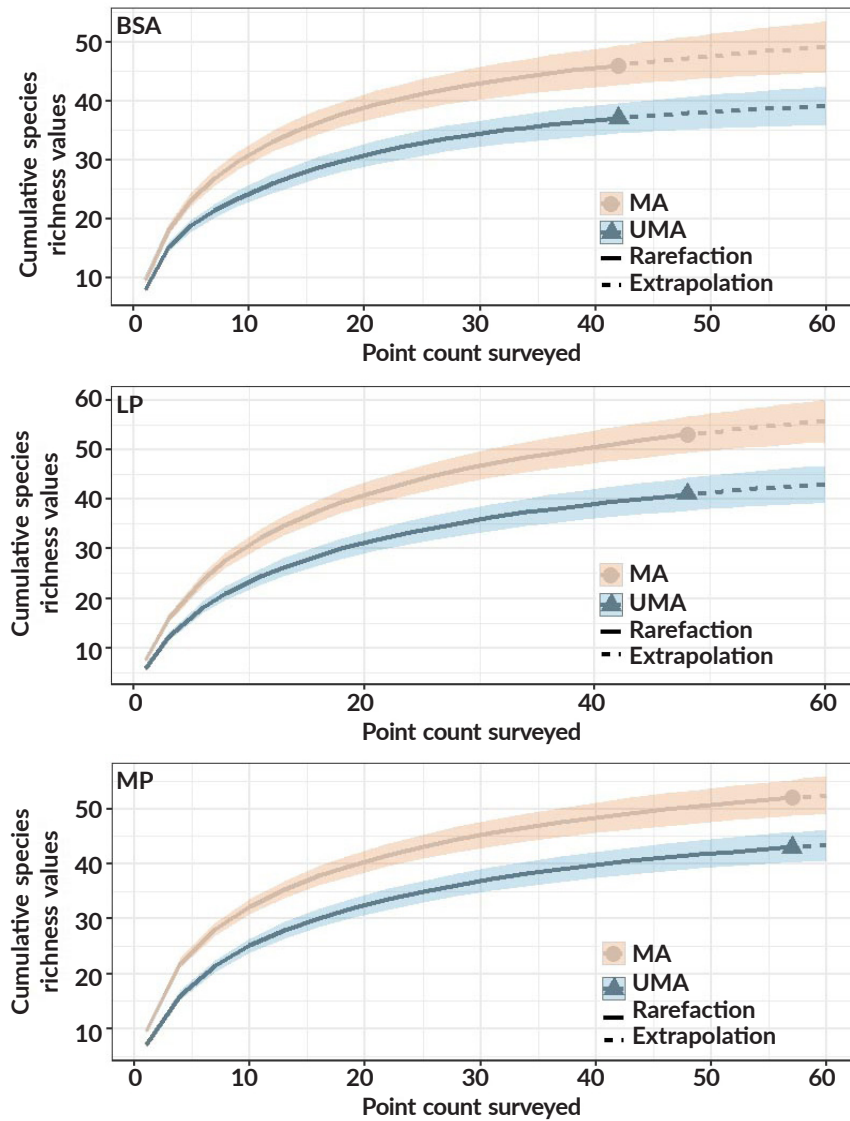 BSA
50
40
30
20
10
Cumulative species
richness values
MA
UMA
Rarefaction
Extrapolation
0 10 20 30 40 50 60
Point count surveyed
LP
60
50
40
30
20
10
Cumulative species
richness values
MA
UMA
Rarefaction
Extrapolation
0 20 40 60
Point count surveyed
MP
50
40
30
20
10
Cumulative species
richness values
MA
UMA
Rarefaction
Extrapolation
0 10 20 30 40 50 60
Point count surveyed